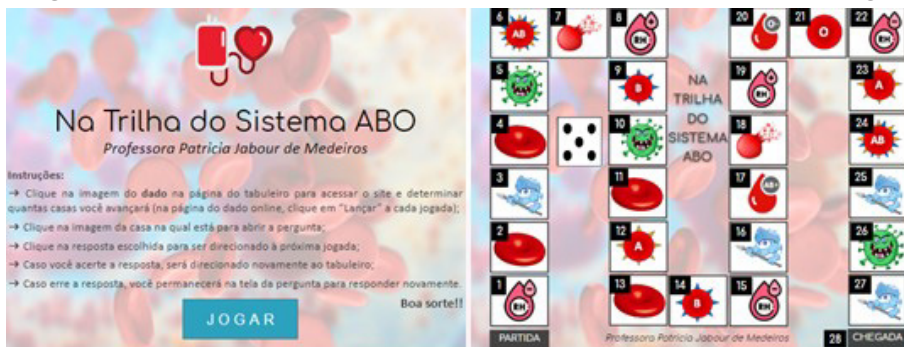 Na Trilha do Sistema ABO
Professora Patricia Jabour de Medeiros
Instruções:
→ Clique na imagem do dado na página do tabuleiro para acessar o site e determinar
quantas casas você avançará (na página do dado online, clique em "Lançar" a cada jogada);
→ Clique na imagem da casa na qual está para abrir a pergunta;
→ Clique na resposta escolhida para ser direcionado à próxima jogada;
→ Caso você acerte a resposta, será direcionado novamente ao tabuleiro;
→ Caso erre a resposta, você permanecerá na tela da pergunta para responder novamente.
Boa sorte!!
JOGAR
6 AB
7
8 RH
20 O-
21 O
22 RH
5
9 B
NA
TRILHA
DO
SISTEMA
ABO
19 RH
23 A
4
10
18
24 AB
3
11
17 AB+
25
2
12 A
16
26
1 RH
13
14 B
15 RH
27
PARTIDA
Professora Patricia Jabour de Medeiros
28 CHEGADA